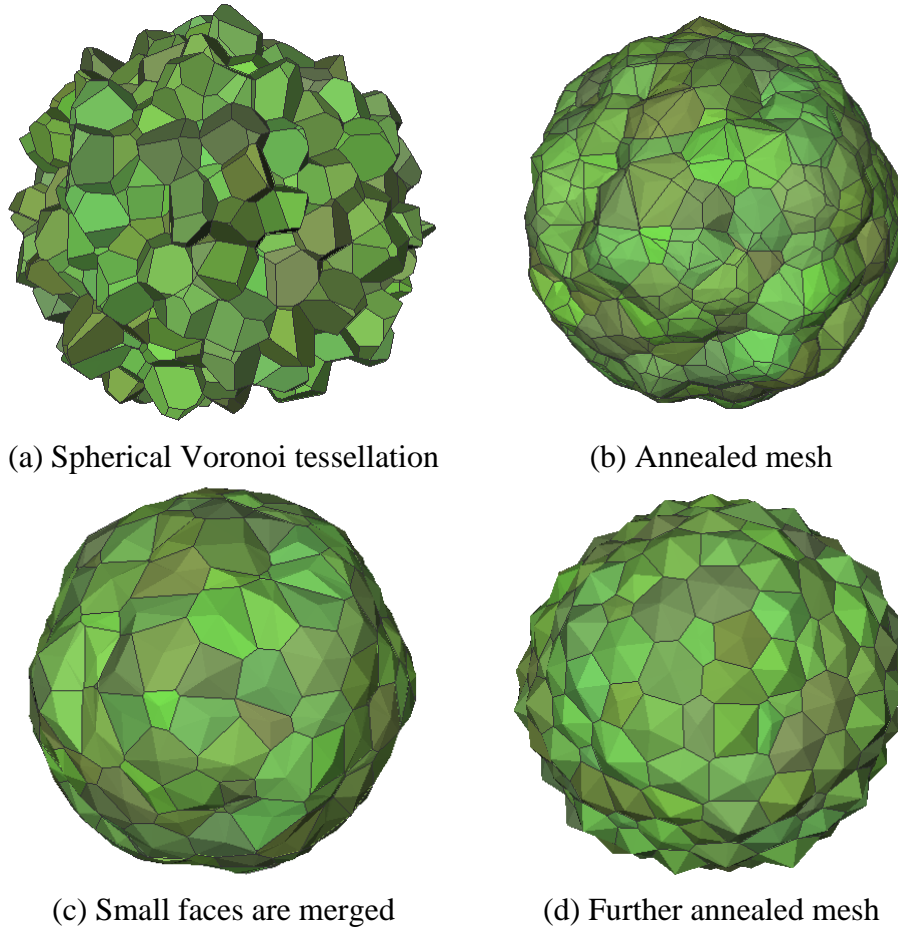 (a) Spherical Voronoi tessellation
(b) Annealed mesh
(c) Small faces are merged
(d) Further annealed mesh